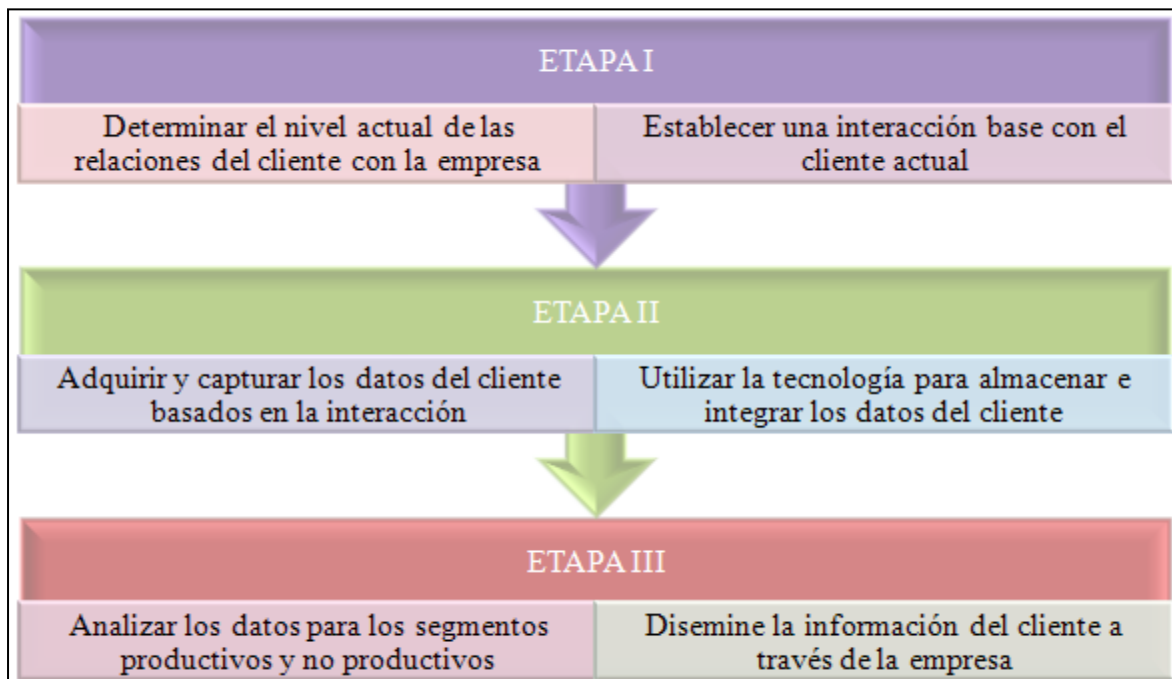 ETAPA I
Determinar el nivel actual de las
relaciones del cliente con la empresa
Establecer una interacción base con el
cliente actual
ETAPA II
Adquirir y capturar los datos del cliente
basados en la interacción
Utilizar la tecnología para almacenar e
integrar los datos del cliente
ETAPA III
Analizar los datos para los segmentos
productivos y no productivos
Disemine la información del cliente a
través de la empresa